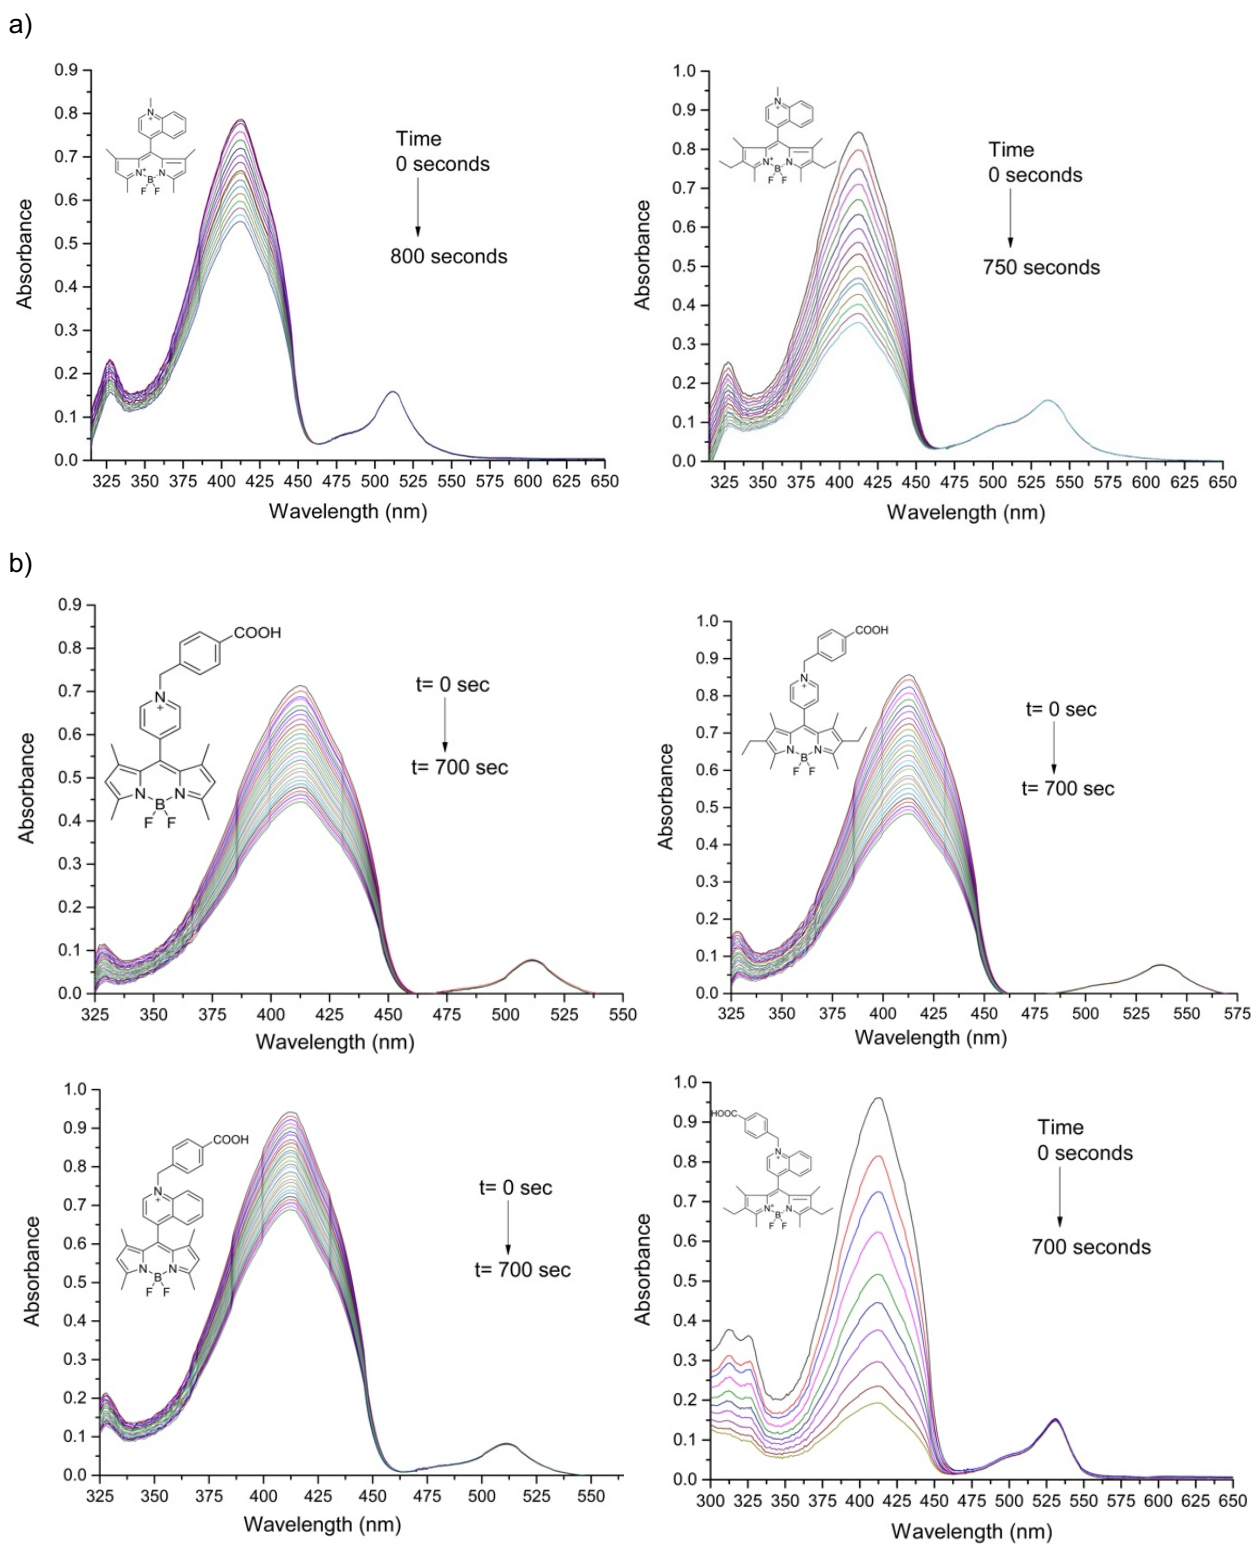 a)
0.9
0.8
0.7
0.6
0.5
0.4
0.3
0.2
0.1
0.0
Absorbance
325 350 375 400 425 450 475 500 525 550 575 600 625 650
Wavelength (nm)
N
+
N
+
B
N
F F
Time
0 seconds
800 seconds
1.0
0.9
0.8
0.7
0.6
0.5
0.4
0.3
0.2
0.1
0.0
Absorbance
325 350 375 400 425 450 475 500 525 550 575 600 625 650
Wavelength (nm)
N
+
N
+
B
N
F F
Time
0 seconds
750 seconds
b)
0.9
0.8
0.7
0.6
0.5
0.4
0.3
0.2
0.1
0.0
Absorbance
325 350 375 400 425 450 475 500 525 550
Wavelength (nm)
COOH
N
+
N
B
N
F F
t= 0 sec
t= 700 sec
1.0
0.9
0.8
0.7
0.6
0.5
0.4
0.3
0.2
0.1
0.0
Absorbance
325 350 375 400 425 450 475 500 525 550 575
Wavelength (nm)
COOH
N
+
N
B
N
F F
t= 0 sec
t= 700 sec
1.0
0.9
0.8
0.7
0.6
0.5
0.4
0.3
0.2
0.1
0.0
Absorbance
325 350 375 400 425 450 475 500 525 550
Wavelength (nm)
COOH
N
+
N
B
N
F F
t= 0 sec
t= 700 sec
1.0
0.9
0.8
0.7
0.6
0.5
0.4
0.3
0.2
0.1
0.0
Absorbance
300 325 350 375 400 425 450 475 500 525 550 575 600 625 650
Wavelength (nm)
HOOC
N
+
N
+
B
N
F F
Time
0 seconds
700 seconds